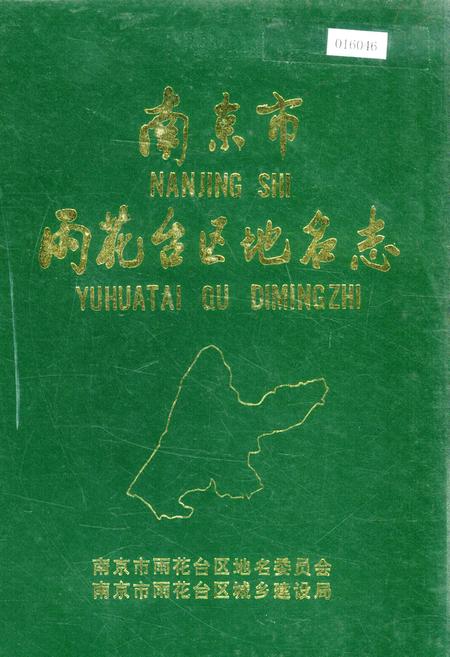 016046
南京市
NANJING SHI
雨花台区地名志
YUHUATAI QU DIMINGZHI
南京市雨花台区地名委员会
南京市雨花台区城乡建设局